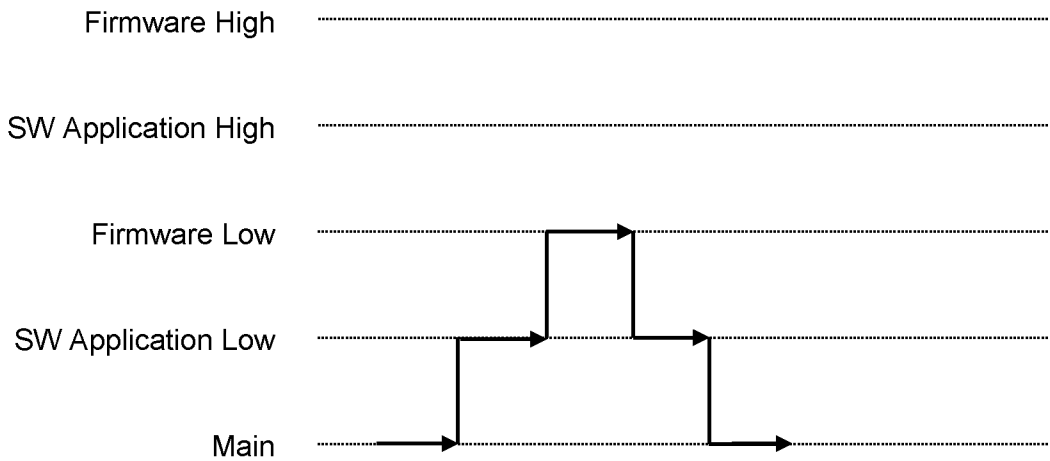 Firmware High
SW Application High
Firmware Low
SW Application Low
Main